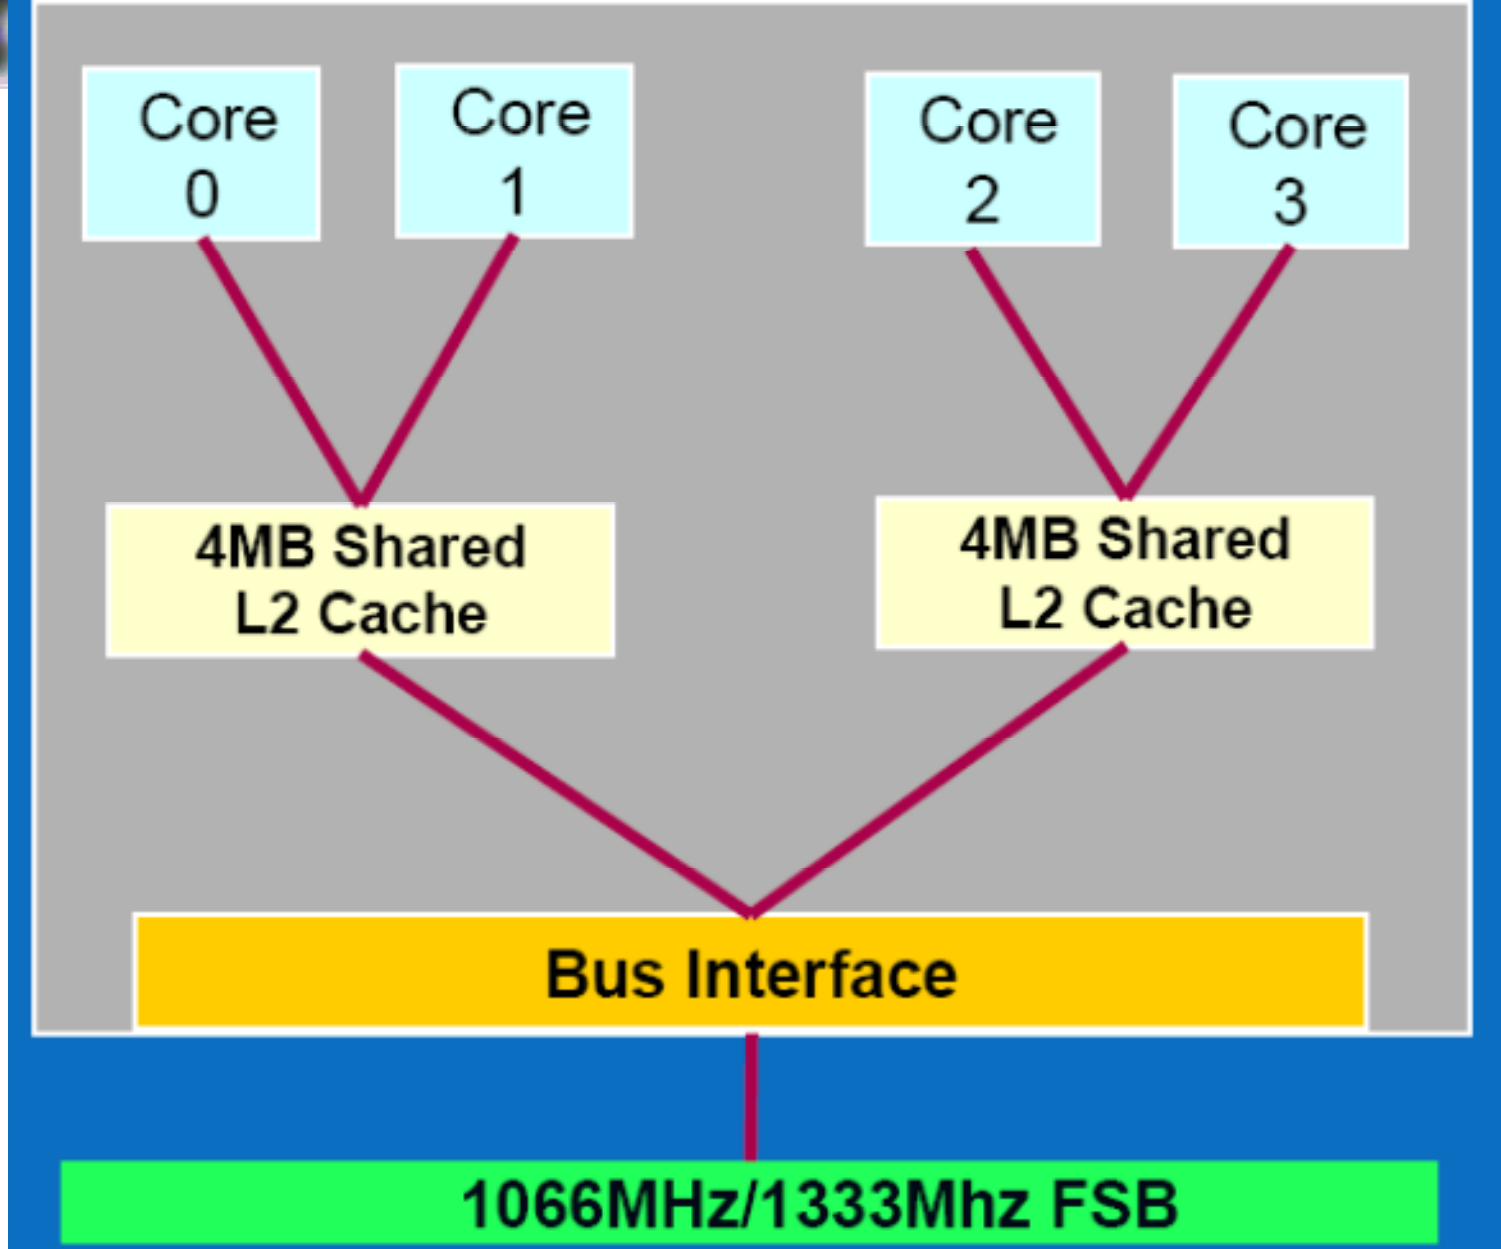 Core
0
Core
1
Core
2
Core
3
4MB Shared
L2 Cache
4MB Shared
L2 Cache
Bus Interface
1066MHz/1333Mhz FSB